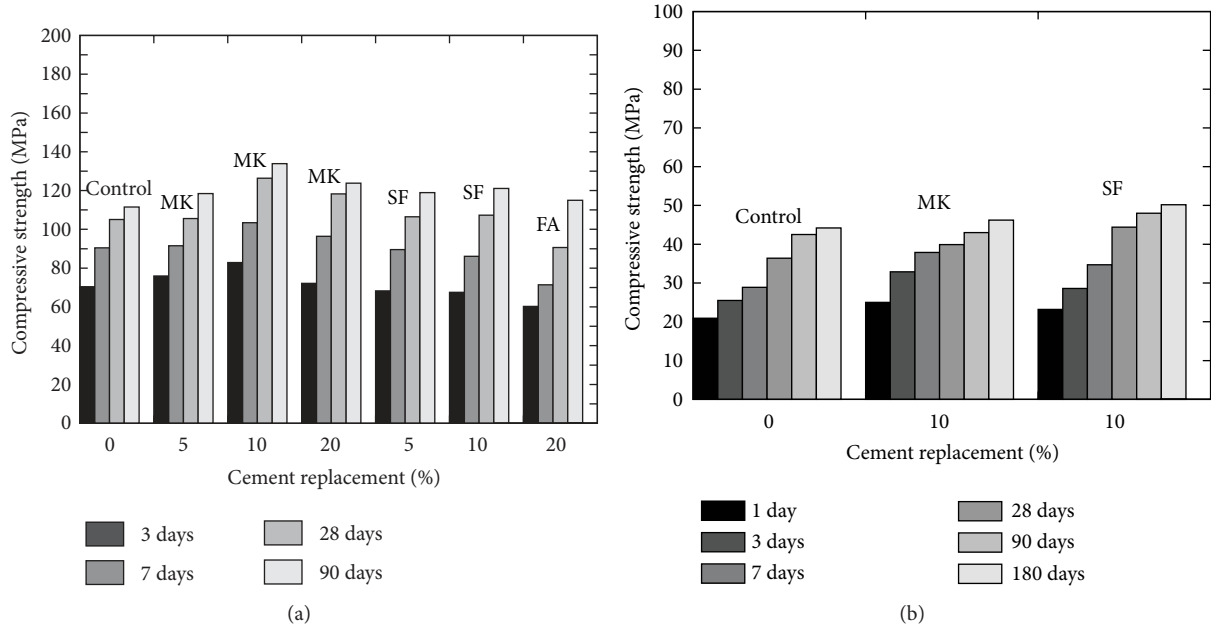 200
180
160
140
120
100
80
60
40
20
0
Compressive strength (MPa)
Control
MK
MK
MK
SF
SF
FA
0 5 10 20 5 10 20
Cement replacement (%)
3 days 28 days
7 days 90 days
(a)
100
90
80
70
60
50
40
30
20
10
0
Compressive strength (MPa)
Control
MK
SF
0 10 10
Cement replacement (%)
1 day 28 days
3 days 90 days
7 days 180 days
(b)